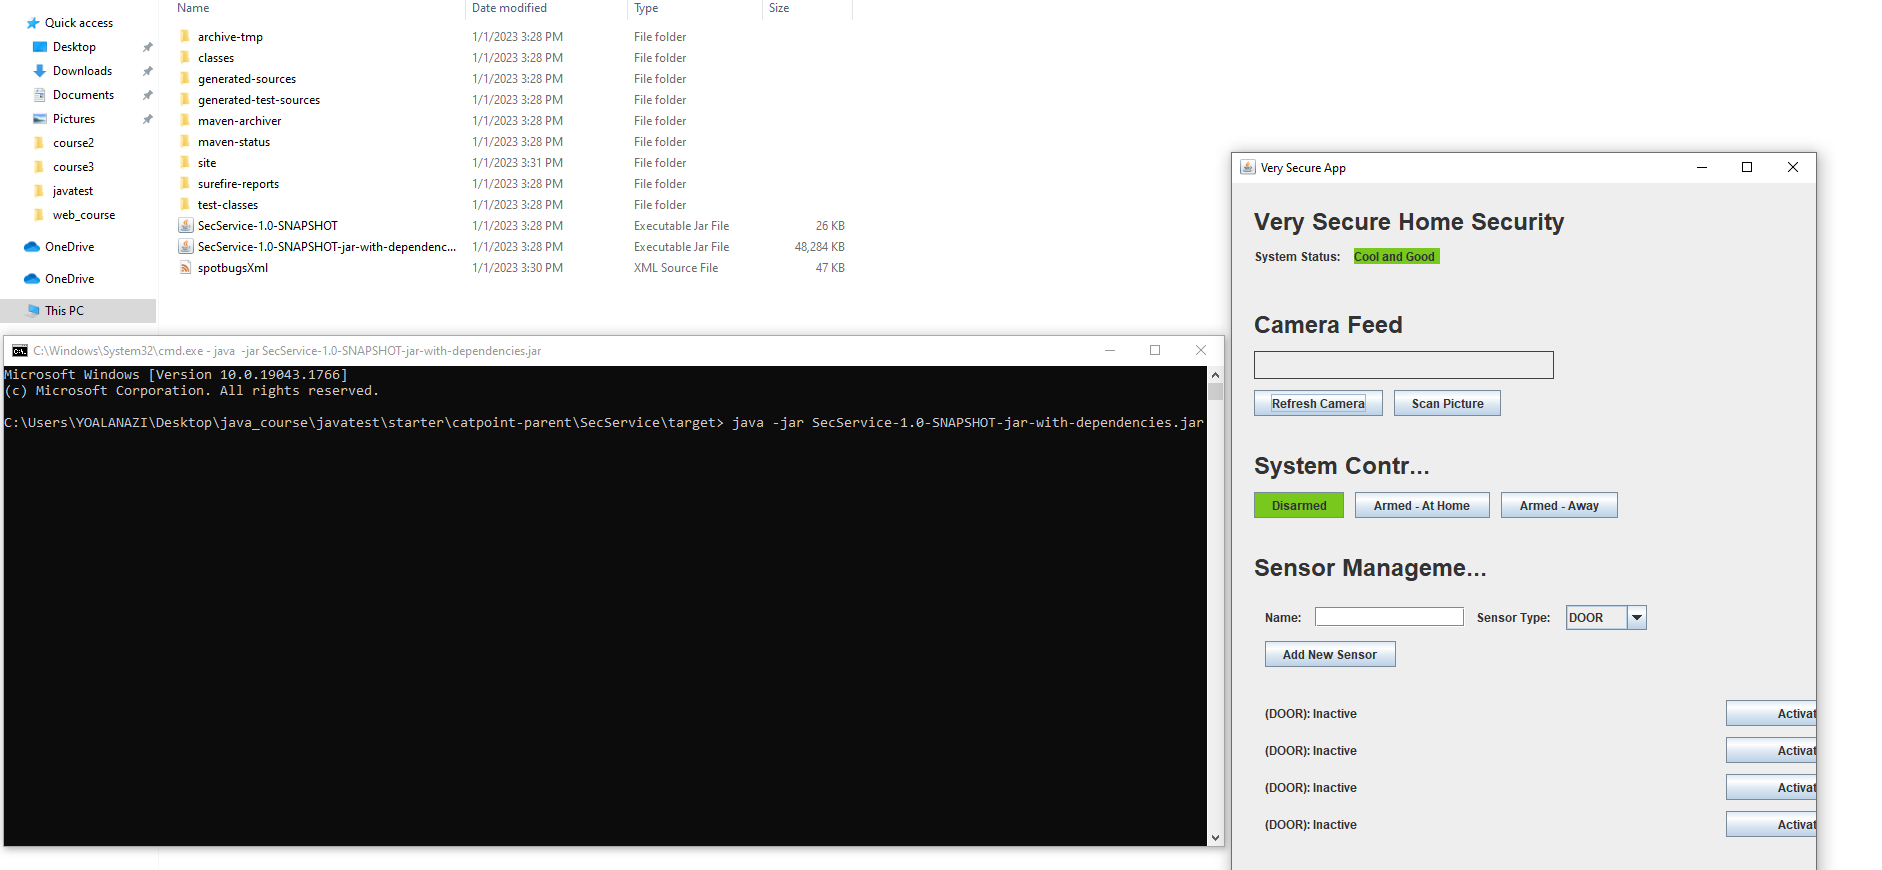 Quick access
Desktop
Downloads
Documents
Pictures
course2
course3
javatest
web_course
OneDrive
OneDrive
This PC
Name Date modified Type Size
archive-tmp 1/1/2023 3:28 PM File folder
classes 1/1/2023 3:28 PM File folder
generated-sources 1/1/2023 3:28 PM File folder
generated-test-sources 1/1/2023 3:28 PM File folder
maven-archiver 1/1/2023 3:28 PM File folder
maven-status 1/1/2023 3:28 PM File folder
site 1/1/2023 3:31 PM File folder
surefire-reports 1/1/2023 3:28 PM File folder
test-classes 1/1/2023 3:28 PM File folder
SecService-1.0-SNAPSHOT 1/1/2023 3:28 PM Executable Jar File 26 KB
SecService-1.0-SNAPSHOT-jar-with-dependenc... 1/1/2023 3:28 PM Executable Jar File 48,284 KB
spotbugsXml 1/1/2023 3:30 PM XML Source File 47 KB
C:\Windows\System32\cmd.exe - java  -jar SecService-1.0-SNAPSHOT-jar-with-dependencies.jar
Microsoft Windows [Version 10.0.19043.1766]
(c) Microsoft Corporation. All rights reserved.
C:\Users\YOALANAZI\Desktop\java_course\javatest\starter\catpoint-parent\SecService\target> java -jar SecService-1.0-SNAPSHOT-jar-with-dependencies.jar
Very Secure App
Very Secure Home Security
System Status: Cool and Good
Camera Feed
Refresh Camera Scan Picture
System Contr...
Disarmed Armed - At Home Armed - Away
Sensor Manageme...
Name: Sensor Type: DOOR
Add New Sensor
(DOOR): Inactive Activat
(DOOR): Inactive Activat
(DOOR): Inactive Activat
(DOOR): Inactive Activat